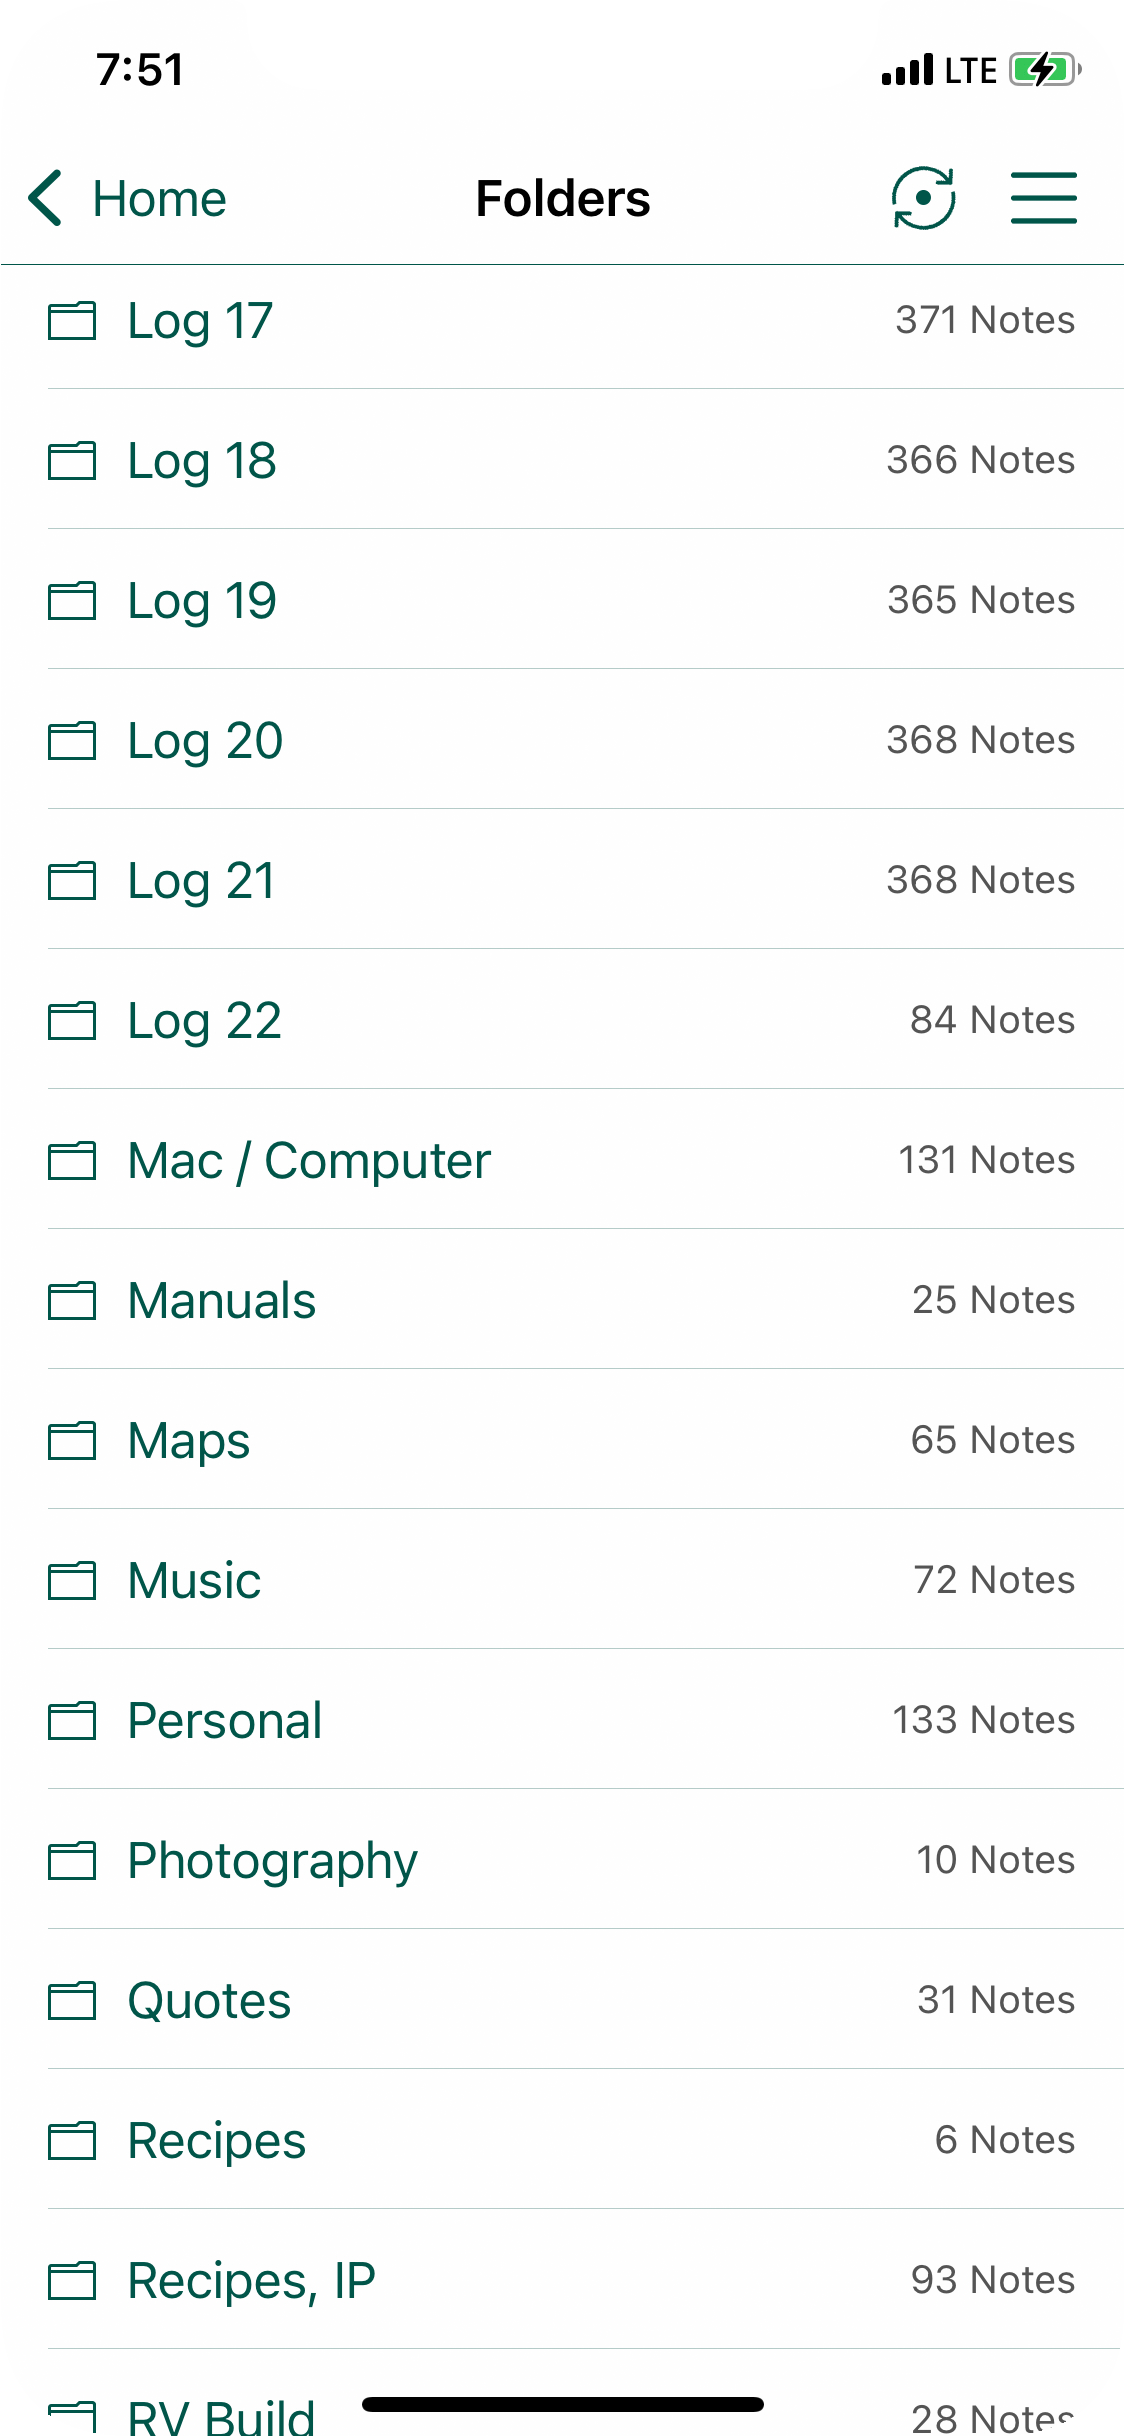 7:51 LTE
Home Folders
Log 17 371 Notes
Log 18 366 Notes
Log 19 365 Notes
Log 20 368 Notes
Log 21 368 Notes
Log 22 84 Notes
Mac / Computer 131 Notes
Manuals 25 Notes
Maps 65 Notes
Music 72 Notes
Personal 133 Notes
Photography 10 Notes
Quotes 31 Notes
Recipes 6 Notes
Recipes, IP 93 Notes
RV Build 28 Notes